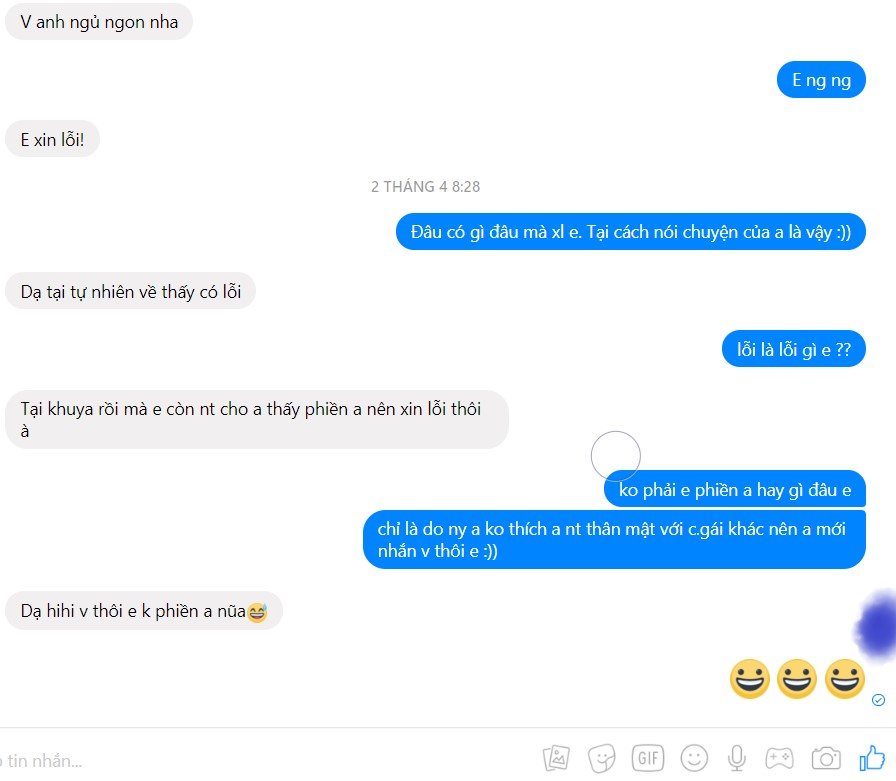 V anh ngủ ngon nha
E ng ng
E xin lỗi!
2 THÁNG 4 8:28
Đâu có gì đâu mà xl e. Tại cách nói chuyện của a là vậy :))
Dạ tại tự nhiên về thấy có lỗi
lỗi là lỗi gì e ??
Tại khuya rồi mà e còn nt cho a thấy phiền a nên xin lỗi thôi
à
ko phải e phiền a hay gì đâu e
chỉ là do ny a ko thích a nt thân mật với c.gái khác nên a mới
nhắn v thôi e :))
Dạ hihi v thôi e k phiền a nũa😅
😀😀😀
tin nhắn...
GIF